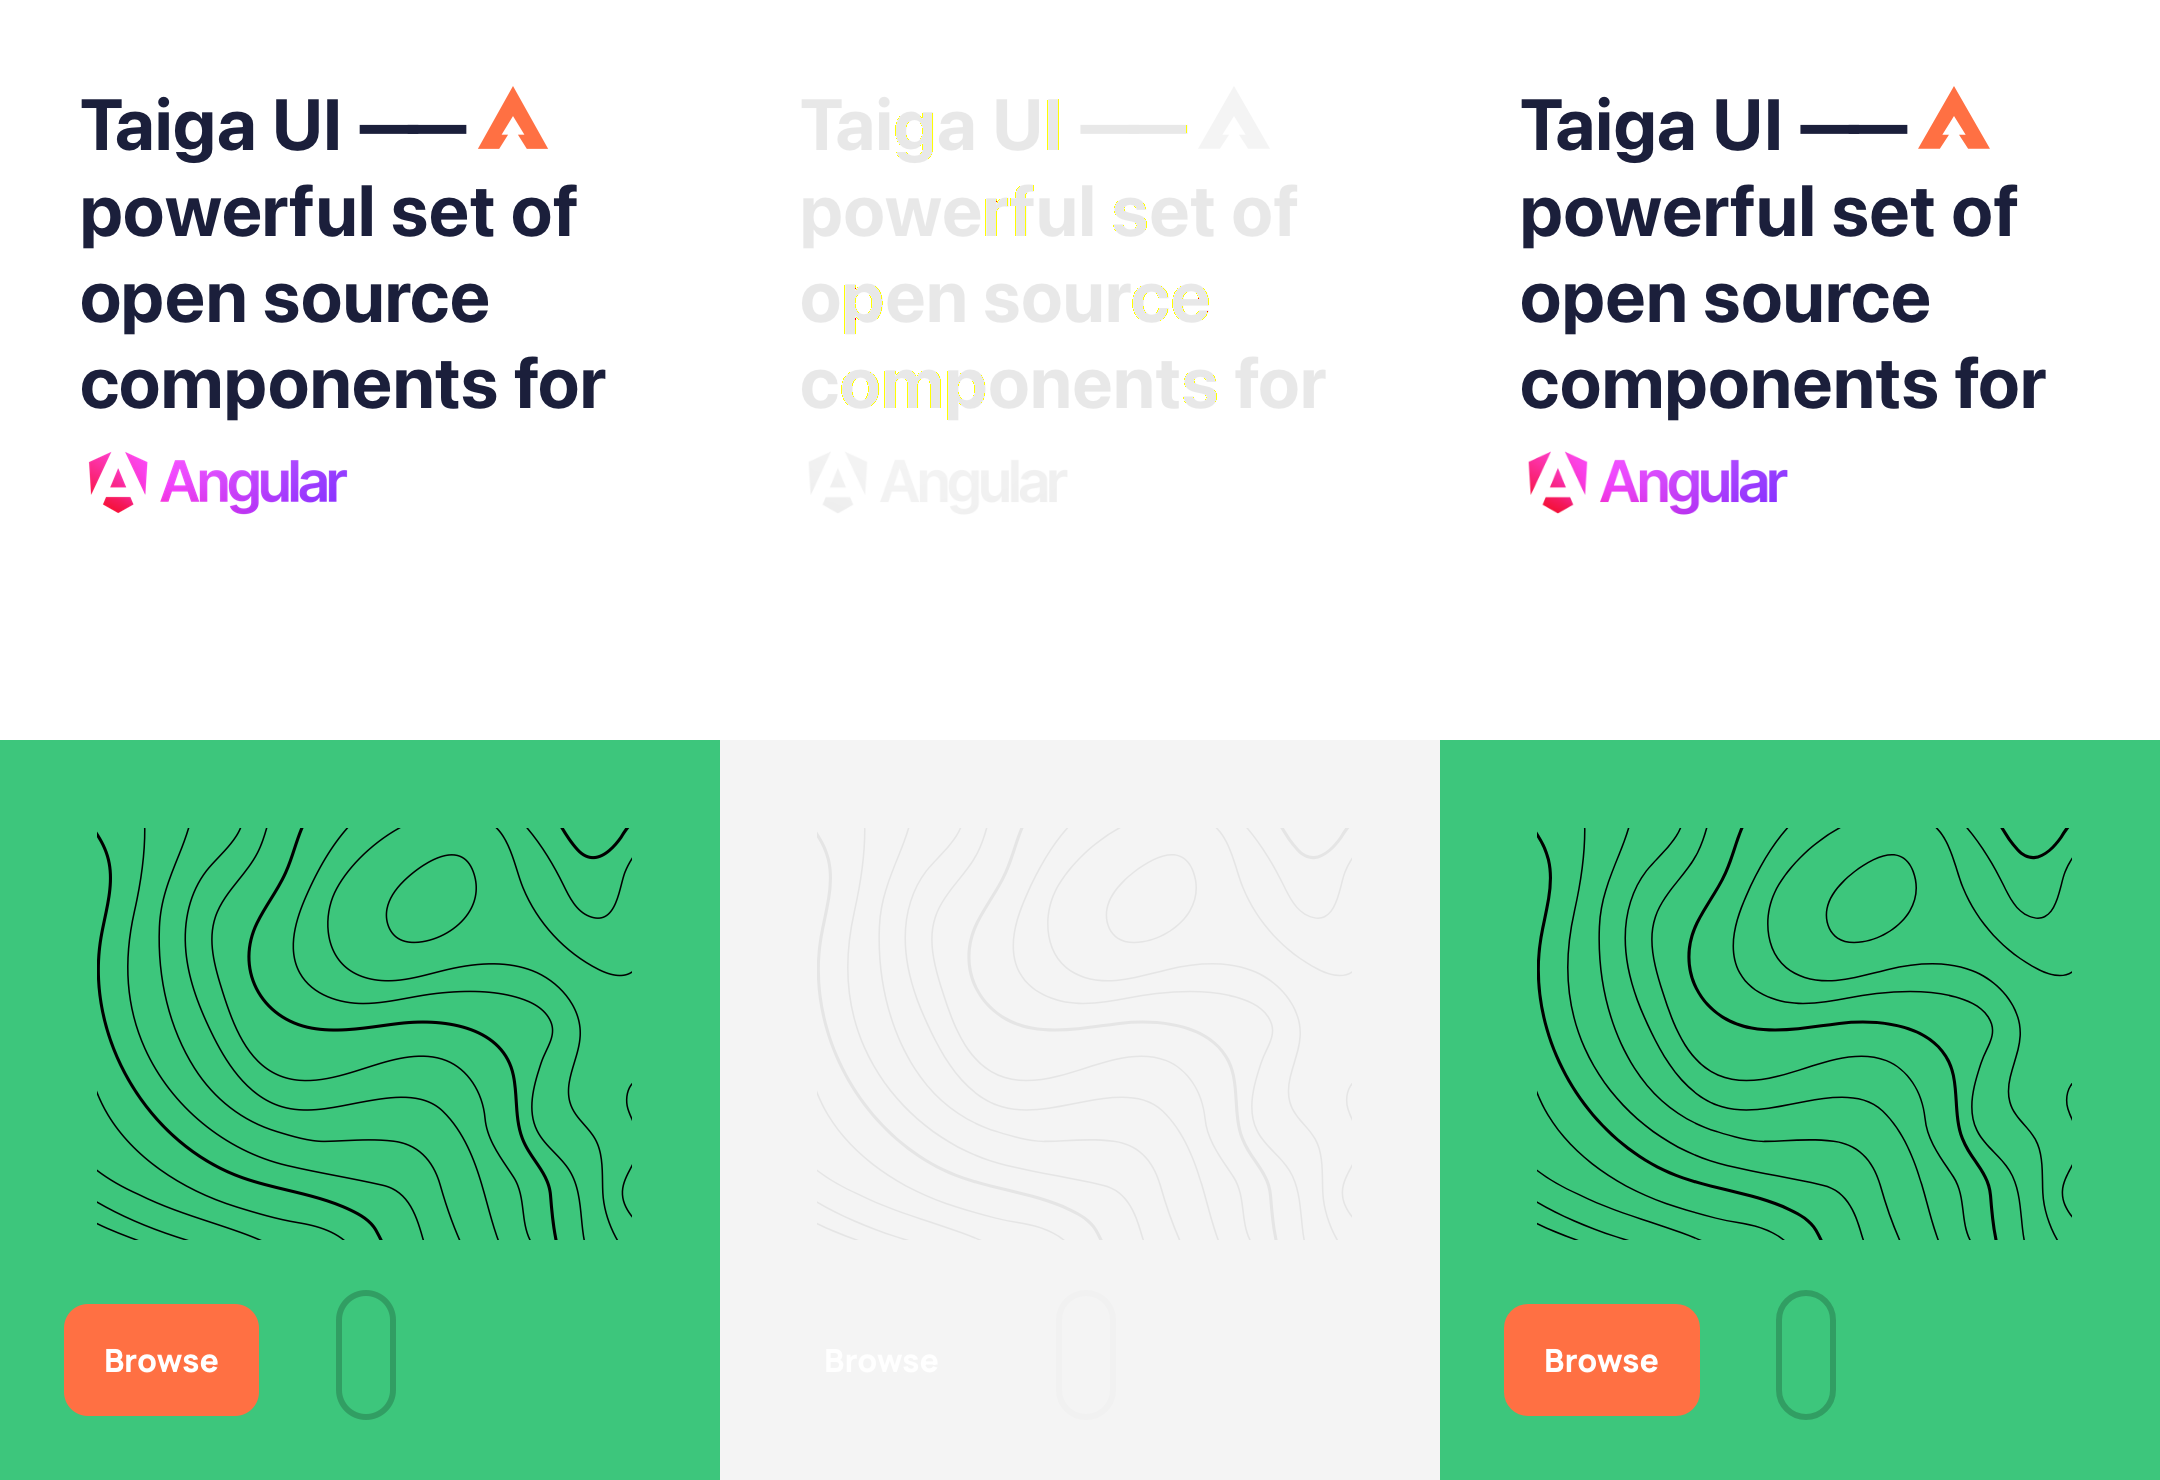 Taiga UI —
powerful set of
open source
components for
Angular
Browse
Taiga UI —
powerful set of
open source
components for
Angular
Browse
Taiga UI —
powerful set of
open source
components for
Angular
Browse